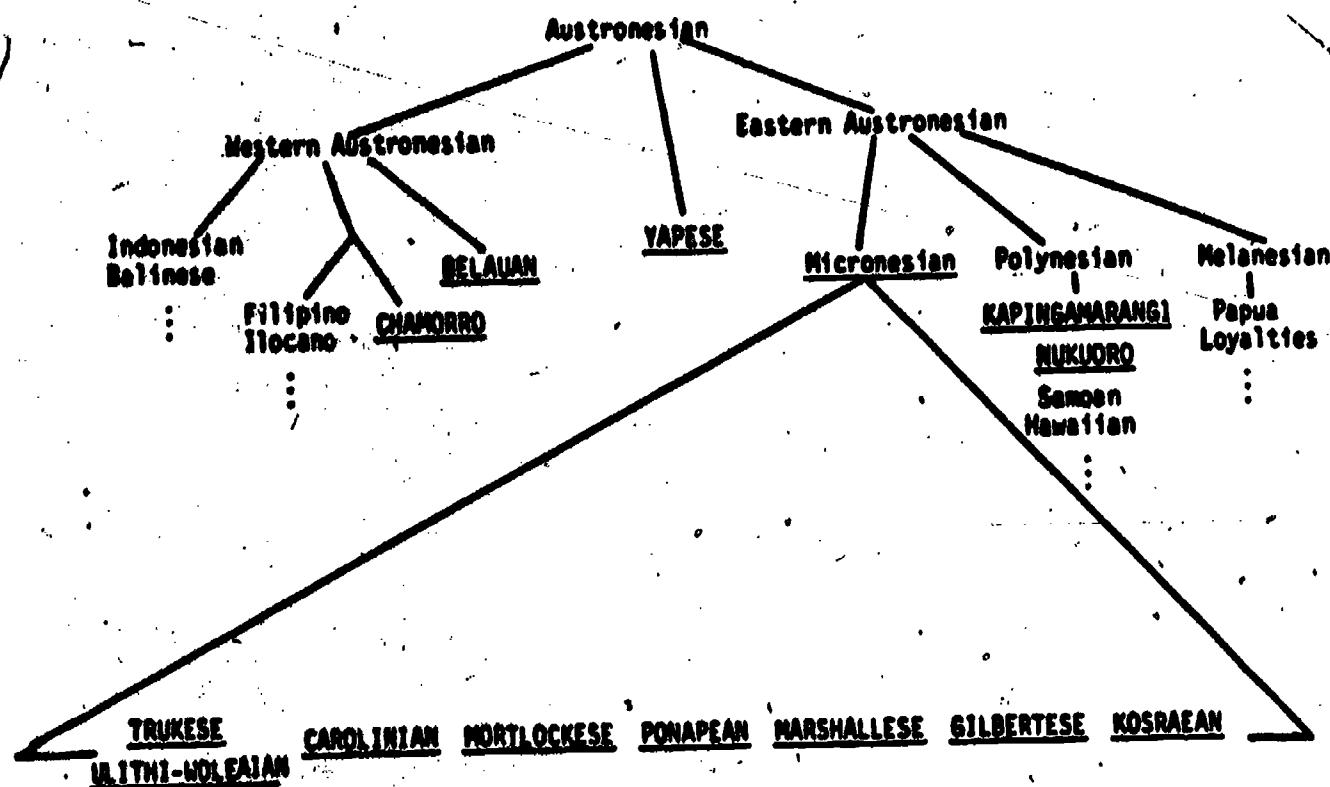 Austronesian
Western Austronesian
Eastern Austronesian
Indonesian
Balinese
Filipino
Ilocano
CHAMORRO
BELAUAN
YAPESE
Micronesian
Polynesian
KAPINGAMARANGI
NUKUORO
Samoan
Hawaiian
Melanesian
Papua
Loyalties
TRUKESE
ULITHI-WOLEAIAN
CAROLINIAN
MORTLOCKESE
PONAPEAN
MARSHALLESE
GILBERTESE
KOSRAEAN